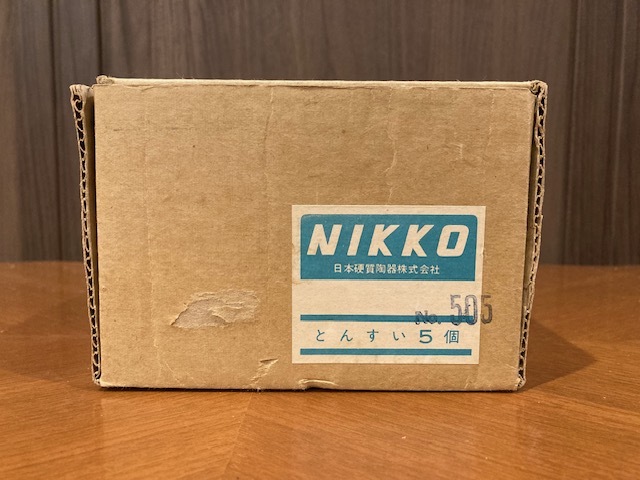 NIKKO
日本硬質陶器株式会社
No. 505
とんすい5個